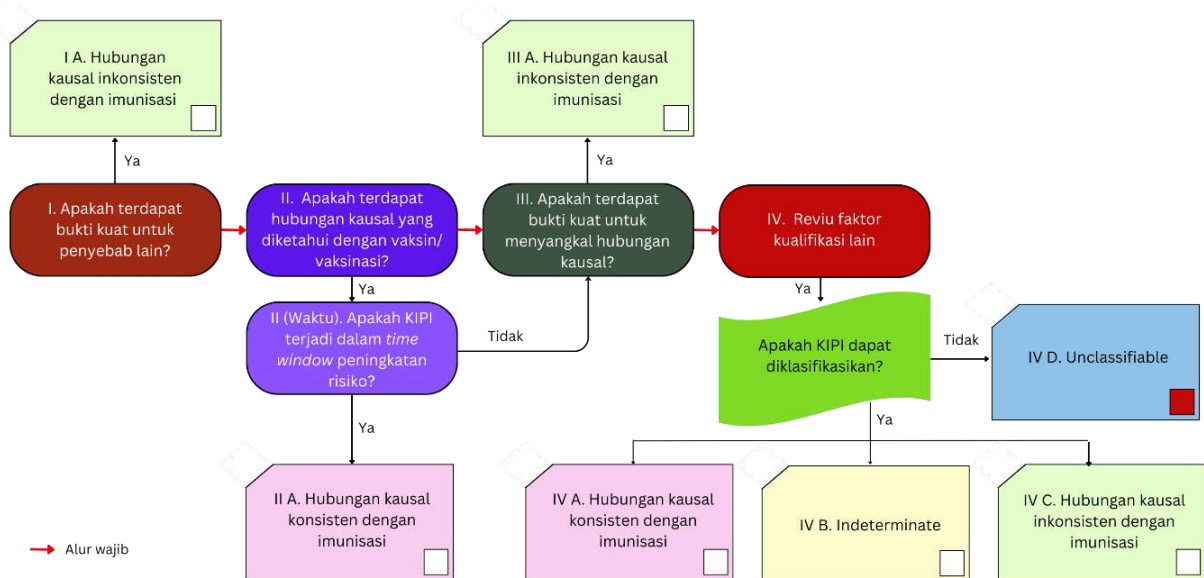 I A. Hubungan
kausal inkonsisten
dengan imunisasi
III A. Hubungan kausal
inkonsisten dengan
imunisasi
Ya
Ya
I. Apakah terdapat
bukti kuat untuk
penyebab lain?
II. Apakah terdapat
hubungan kausal yang
diketahui dengan vaksin/
vaksinasi?
III. Apakah terdapat
bukti kuat untuk
menyangkal hubungan
kausal?
IV. Reviu faktor
kualifikasi lain
Ya
Ya
II (Waktu). Apakah KIPI
terjadi dalam time
window peningkatan
risiko?
Tidak
Apakah KIPI dapat
diklasifikasikan?
Tidak
IV D. Unclassifiable
Ya
Ya
II A. Hubungan kausal
konsisten dengan
imunisasi
IV A. Hubungan kausal
konsisten dengan
imunisasi
IV B. Indeterminate
IV C. Hubungan kausal
inkonsisten dengan
imunisasi
Alur wajib